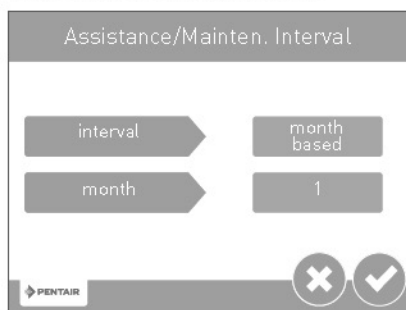 Assistance/Mainten. Interval
interval
month
based
month
1
PENTAIR